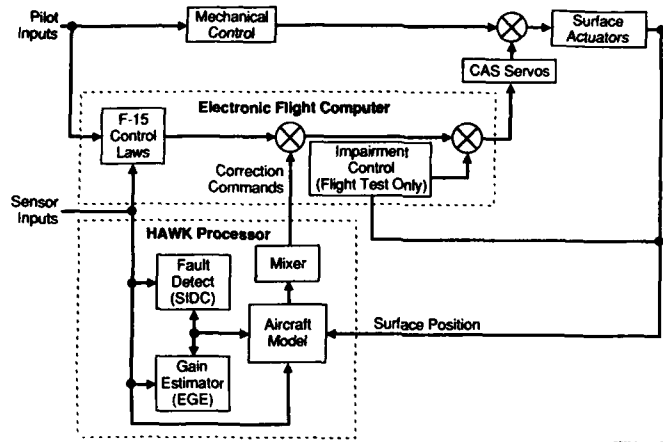 Pilot
Inputs
Mechanical
Control
Surface
Actuators
CAS Servos
Electronic Flight Computer
F-15
Control
Laws
Impairment
Control
(Flight Test Only)
Correction
Commands
Sensor
Inputs
HAWK Processor
Mixer
Fault
Detect
(SIDC)
Aircraft
Model
Surface Position
Gain
Estimator
(EGE)